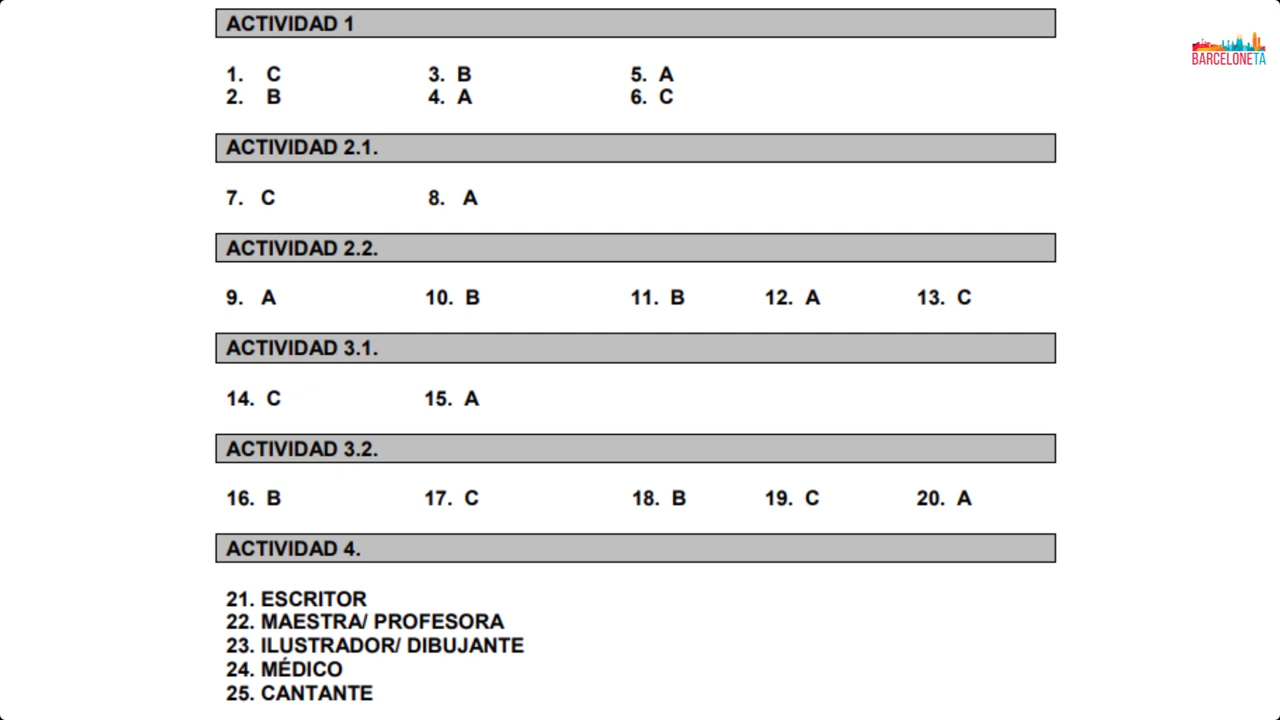 ACTIVIDAD 1
BARCELONETA
1. C 3. B 5. A
2. B 4. A 6. C
ACTIVIDAD 2.1.
7. C 8. A
ACTIVIDAD 2.2.
9. A 10. B 11. B 12. A 13. C
ACTIVIDAD 3.1.
14. C 15. A
ACTIVIDAD 3.2.
16. B 17. C 18. B 19. C 20. A
ACTIVIDAD 4.
21. ESCRITOR
22. MAESTRA/ PROFESORA
23. ILUSTRADOR/ DIBUJANTE
24. MÉDICO
25. CANTANTE